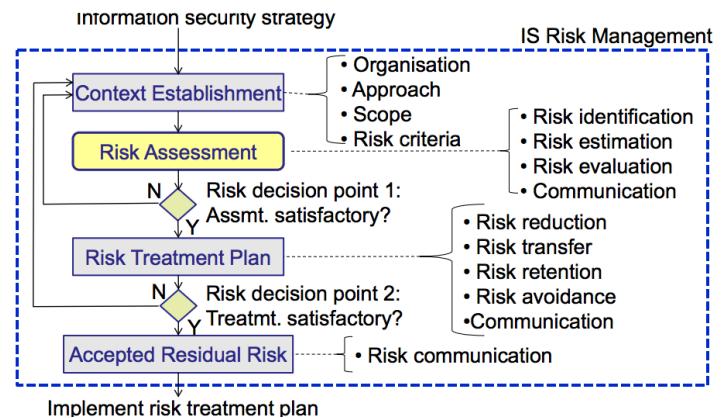 Information security strategy
IS Risk Management
Context Establishment
• Organisation
• Approach
• Scope
• Risk criteria
Risk Assessment
• Risk identification
• Risk estimation
• Risk evaluation
• Communication
N
Risk decision point 1:
Assmt. satisfactory?
Y
Risk Treatment Plan
• Risk reduction
• Risk transfer
• Risk retention
• Risk avoidance
•Communication
N
Risk decision point 2:
Treatmt. satisfactory?
Y
Accepted Residual Risk
• Risk communication
Implement risk treatment plan